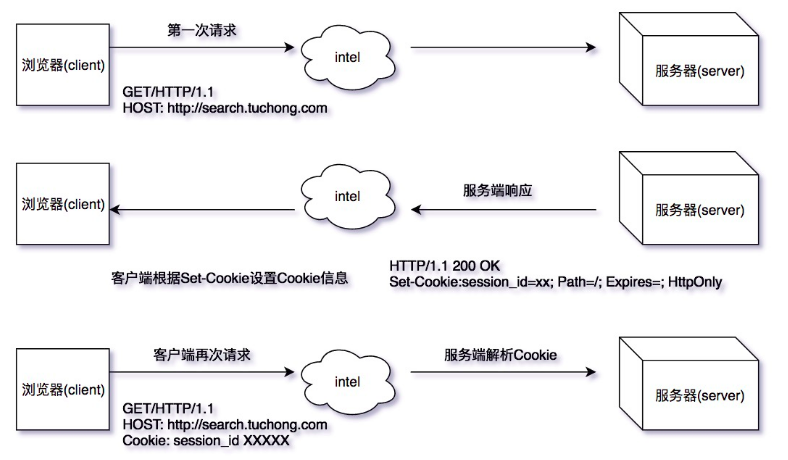 第一次请求
浏览器(client)
intel
服务器(server)
GET/HTTP/1.1
HOST: http://search.tuchong.com
服务端响应
浏览器(client)
intel
服务器(server)
HTTP/1.1 200 OK
客户端根据Set-Cookie设置Cookie信息
Set-Cookie:session_id=xx; Path=/; Expires=; HttpOnly
客户端再次请求
服务端解析Cookie
浏览器(client)
intel
服务器(server)
GET/HTTP/1.1
HOST: http://search.tuchong.com
Cookie: session_id XXXXX